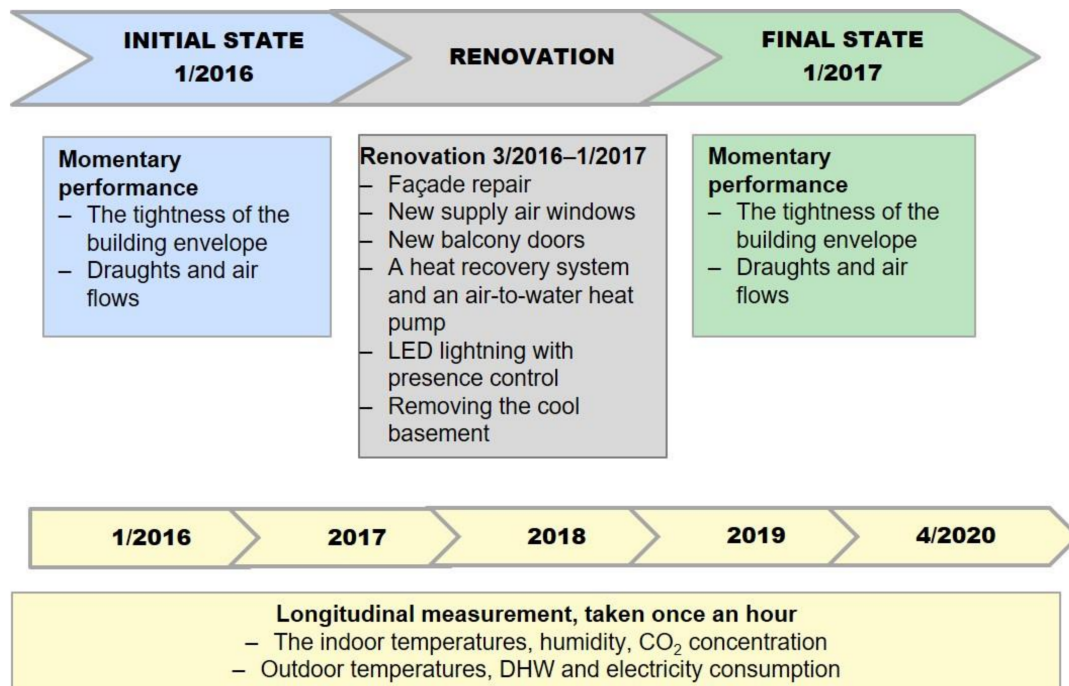 INITIAL STATE
1/2016
RENOVATION
FINAL STATE
1/2017
Momentary
performance
– The tightness of the
building envelope
– Draughts and air
flows
Renovation 3/2016–1/2017
– Façade repair
– New supply air windows
– New balcony doors
– A heat recovery system
and an air-to-water heat
pump
– LED lightning with
presence control
– Removing the cool
basement
Momentary
performance
– The tightness of the
building envelope
– Draughts and air
flows
1/2016
2017
2018
2019
4/2020
Longitudinal measurement, taken once an hour
– The indoor temperatures, humidity, CO₂ concentration
– Outdoor temperatures, DHW and electricity consumption